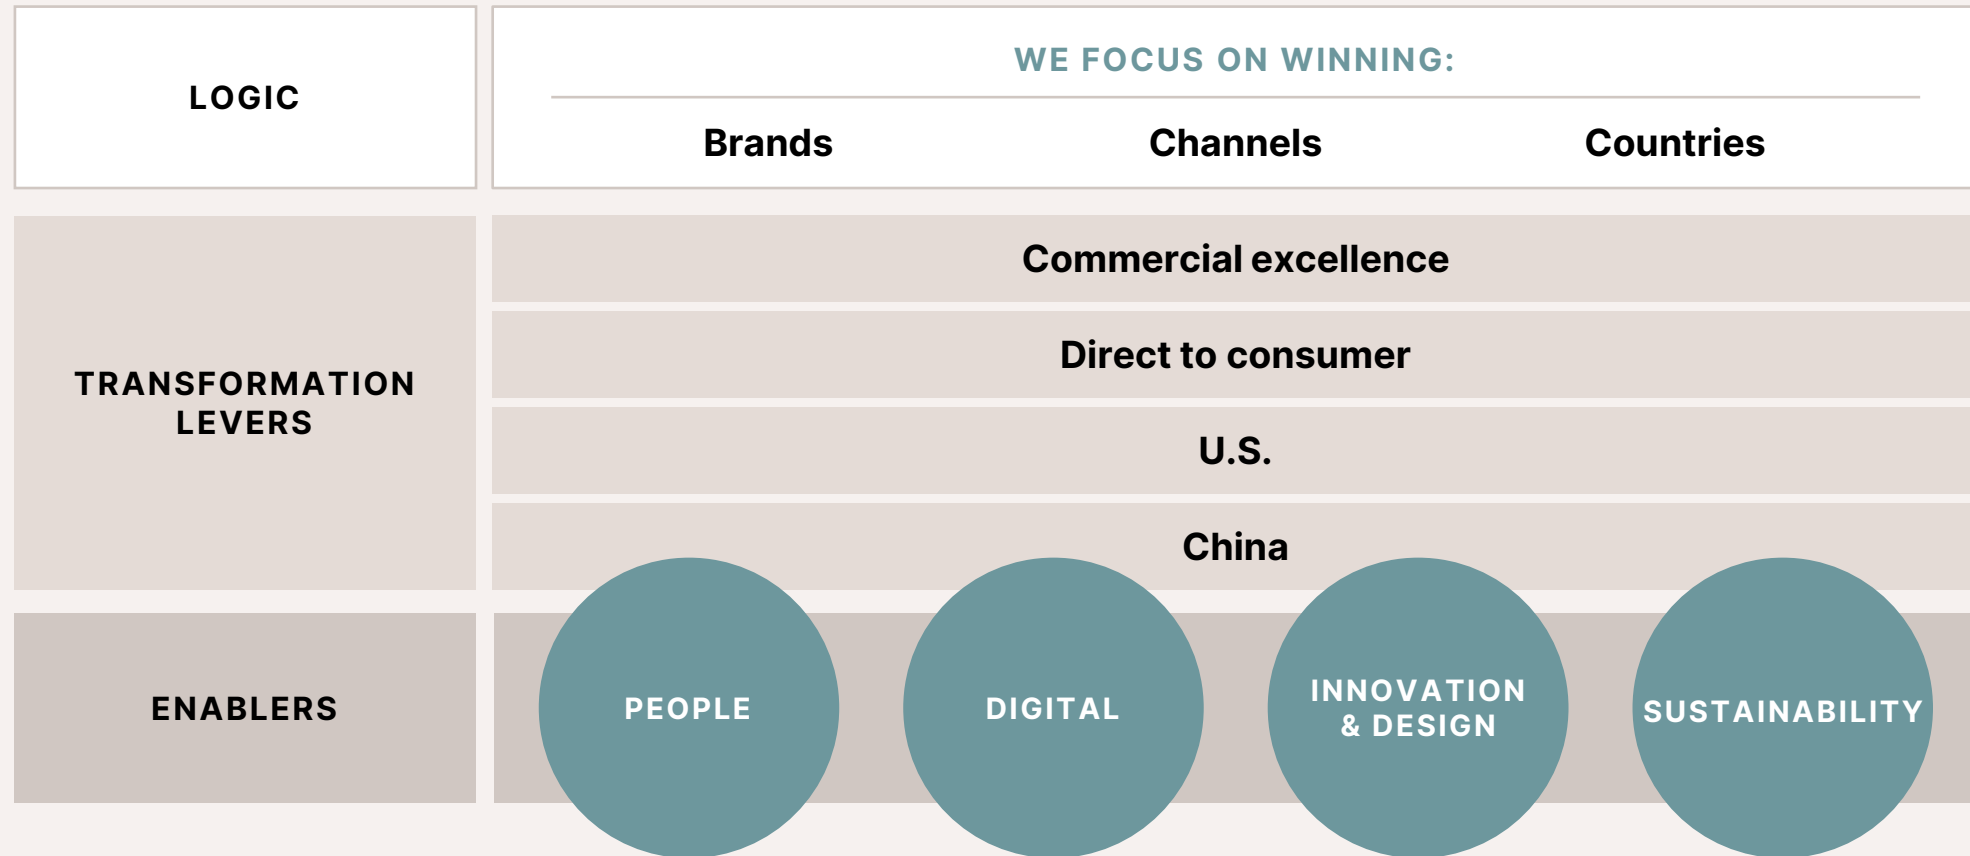 LOGIC
WE FOCUS ON WINNING:
Brands Channels Countries
TRANSFORMATION
LEVERS
Commercial excellence
Direct to consumer
U.S.
China
ENABLERS
PEOPLE
DIGITAL
INNOVATION
& DESIGN
SUSTAINABILITY